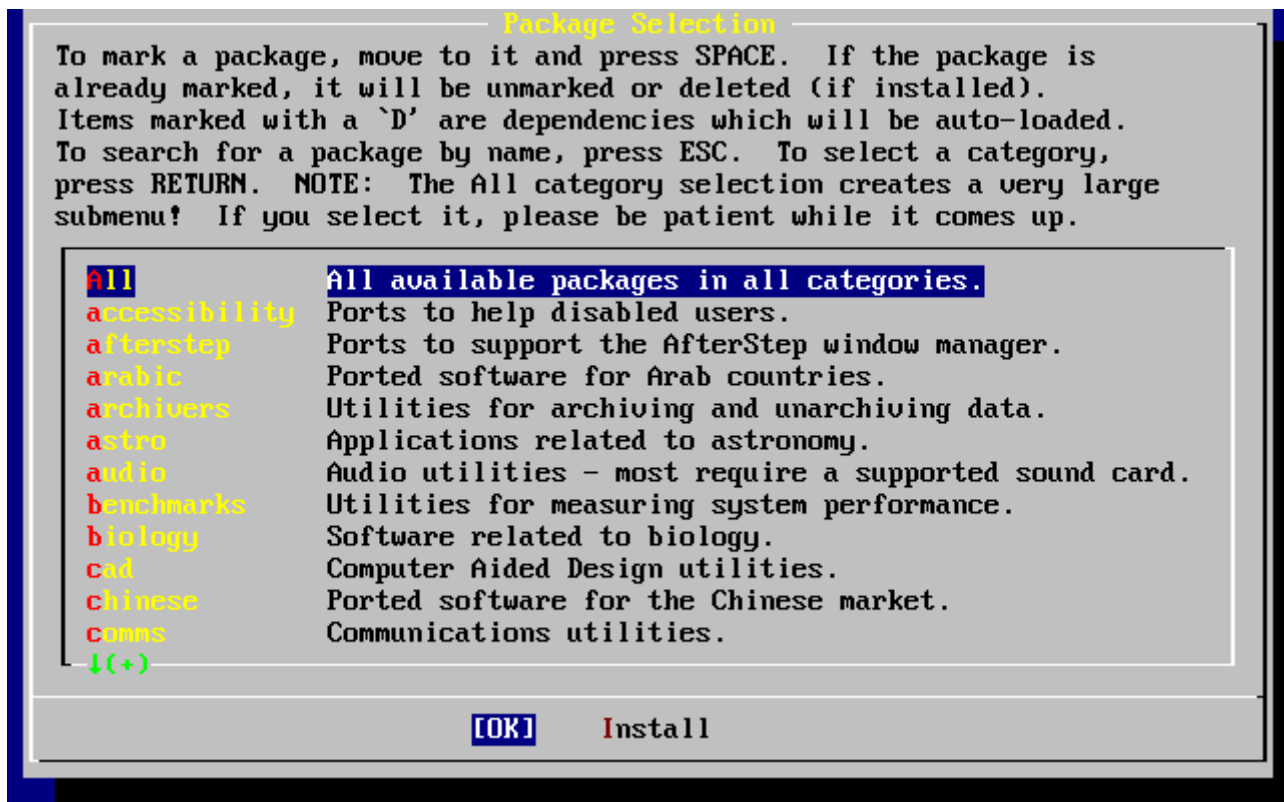 Package Selection
To mark a package, move to it and press SPACE.  If the package is
already marked, it will be unmarked or deleted (if installed).
Items marked with a `D' are dependencies which will be auto-loaded.
To search for a package by name, press ESC.  To select a category,
press RETURN.  NOTE:  The All category selection creates a very large
submenu!  If you select it, please be patient while it comes up.
All All available packages in all categories.
accessibility Ports to help disabled users.
afterstep Ports to support the AfterStep window manager.
arabic Ported software for Arab countries.
archivers Utilities for archiving and unarchiving data.
astro Applications related to astronomy.
audio Audio utilities - most require a supported sound card.
benchmarks Utilities for measuring system performance.
biology Software related to biology.
cad Computer Aided Design utilities.
chinese Ported software for the Chinese market.
comms Communications utilities.
↓(+)
[OK] Install